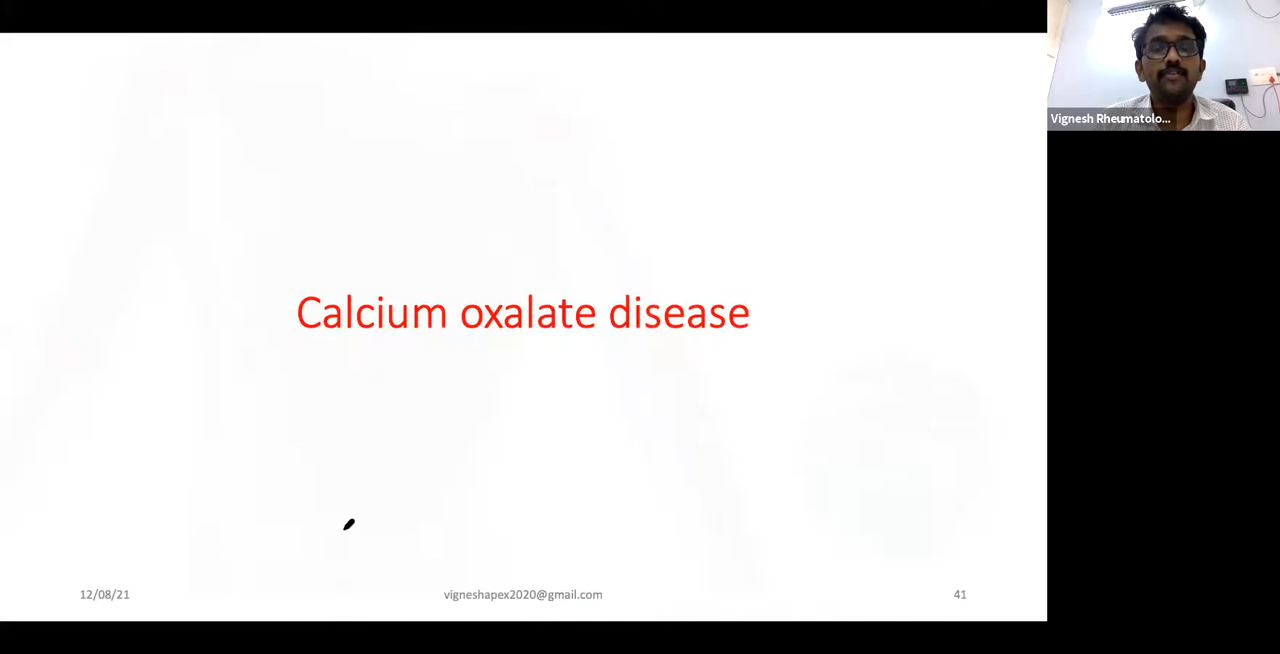 Vignesh Rheumatolo...
Calcium oxalate disease
12/08/21
vigneshapex2020@gmail.com
41